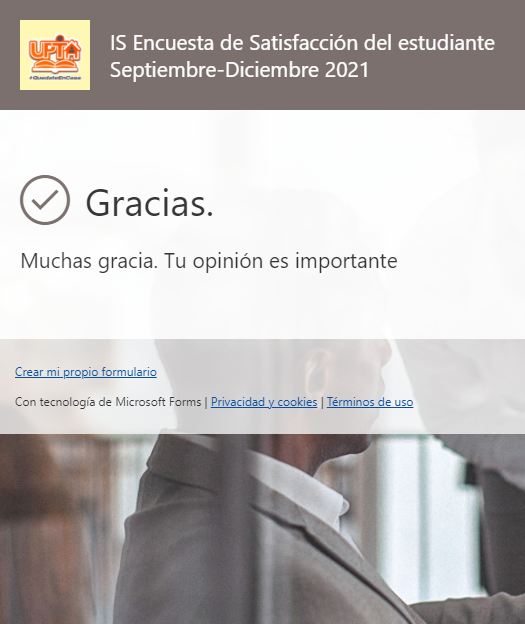 UPTA
#QuedateEnCasa
IS Encuesta de Satisfacción del estudiante
Septiembre-Diciembre 2021
Gracias.
Muchas gracia. Tu opinión es importante
Crear mi propio formulario
Con tecnología de Microsoft Forms | Privacidad y cookies | Términos de uso